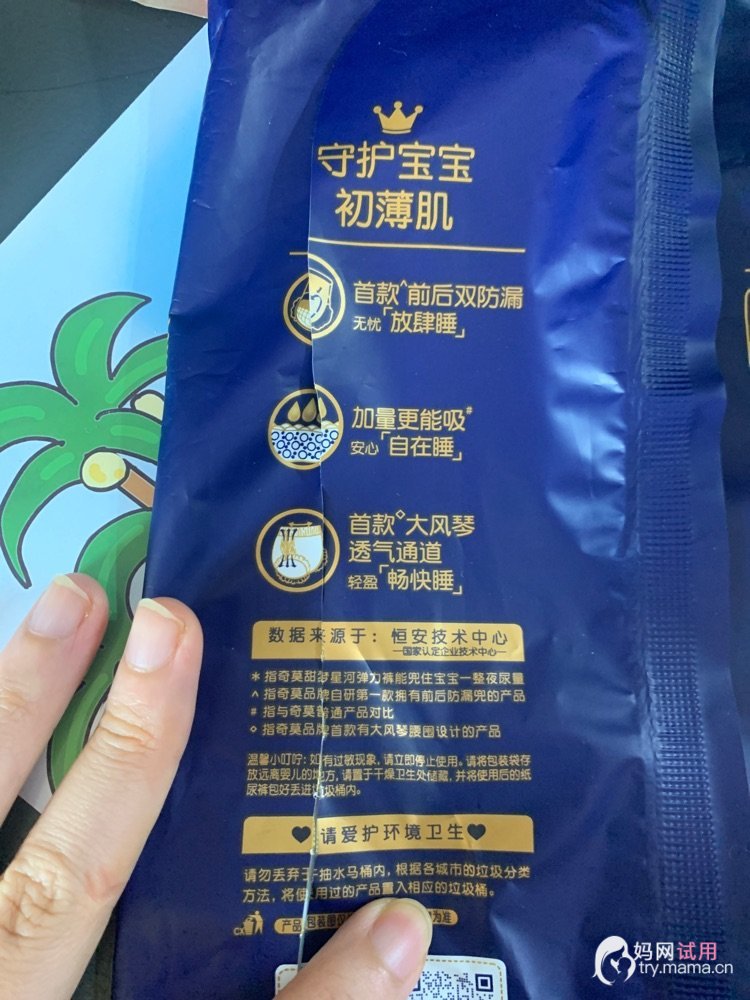 守护宝宝
初薄肌
首款^前后双防漏
无忧「放肆睡」
加量更能吸#
安心「自在睡」
首款◇大风琴
透气通道
轻盈「畅快睡」
数据来源于：恒安技术中心
—国家认定企业技术中心—
* 指奇莫甜梦星河弹力裤能兜住宝宝一整夜尿量
^ 指奇莫品牌自研第一款拥有前后防漏兜的产品
# 指与奇莫普通产品对比
◇ 指奇莫品牌首款有大风琴腰围设计的产品
温馨小叮咛：如有过敏现象，请立即停止使用。请将包装袋存
放远离婴儿的地方，请置于干燥卫生处储藏，并将使用后的纸
尿裤包好丢进垃圾桶内。
请爱护环境卫生
请勿丢弃于抽水马桶内，根据各城市的垃圾分类
方法，将使用过的产品置入相应的垃圾桶。
CX
产品包装图仅
为准
妈网试用
try.mama.cn